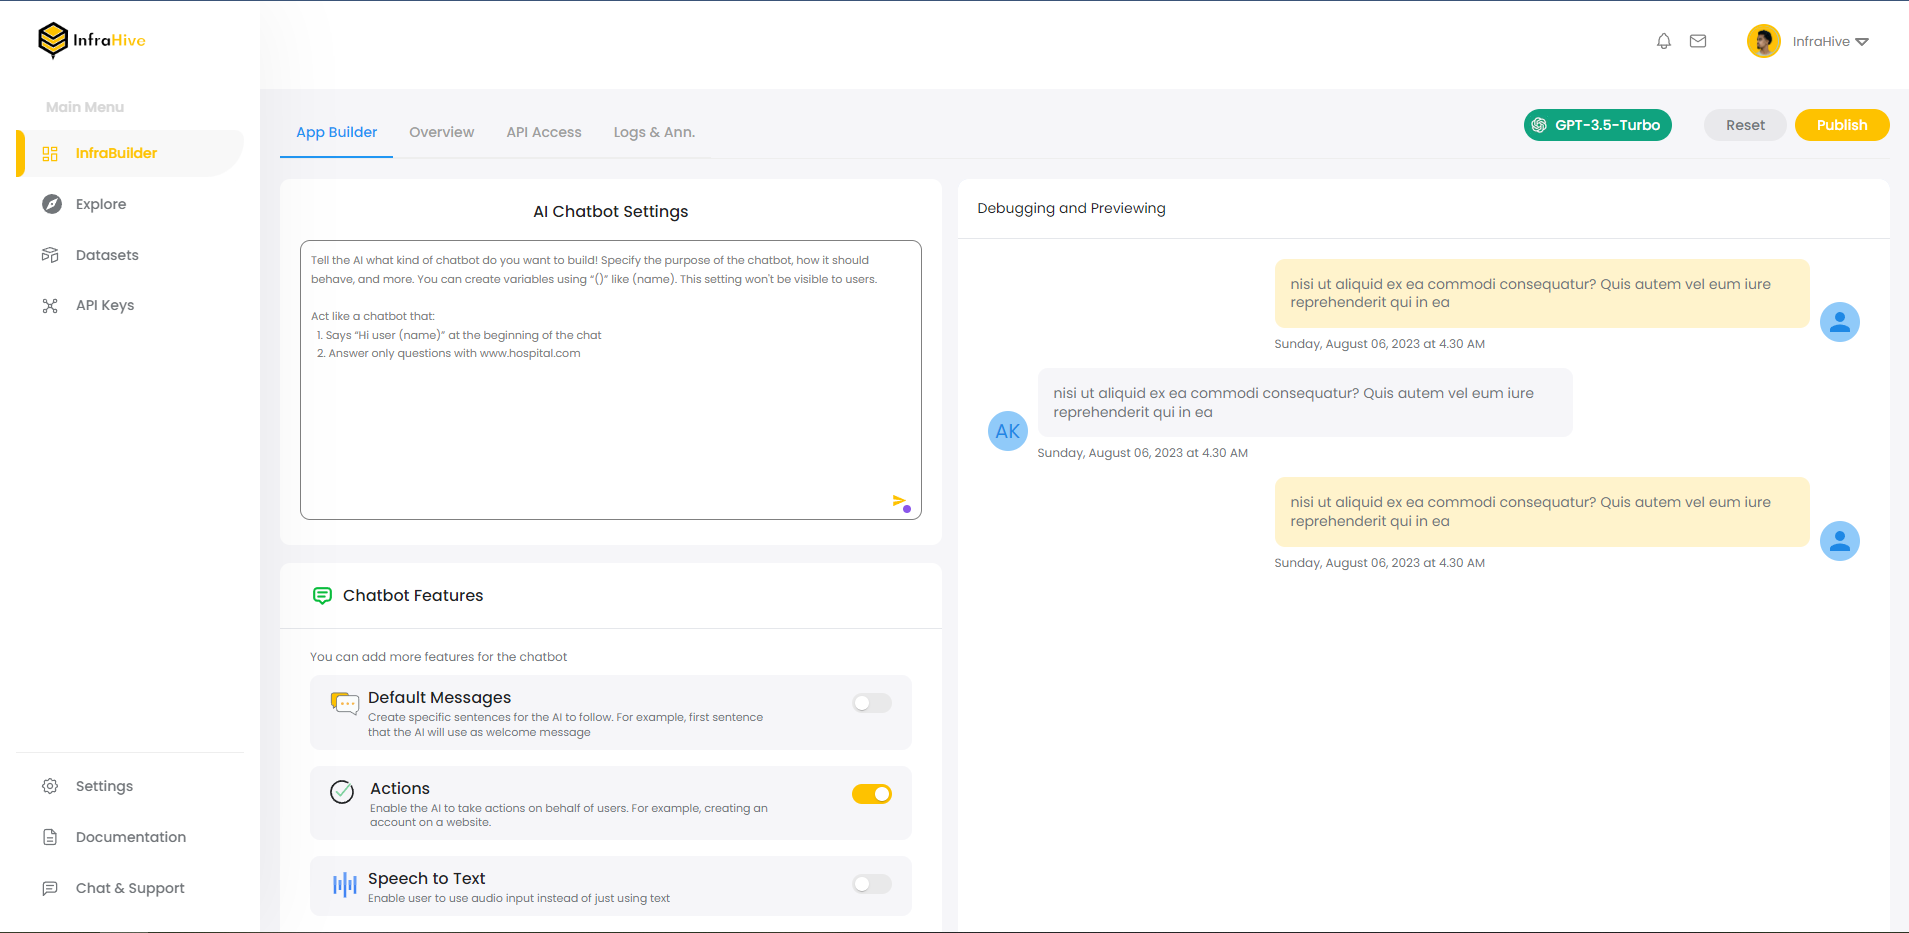 InfraHive
InfraHive
Main Menu
InfraBuilder
Explore
Datasets
API Keys
Settings
Documentation
Chat & Support
App Builder
Overview
API Access
Logs & Ann.
GPT-3.5-Turbo
Reset
Publish
AI Chatbot Settings
Tell the AI what kind of chatbot do you want to build! Specify the purpose of the chatbot, how it should
behave, and more. You can create variables using “()” like (name). This setting won't be visible to users.
Act like a chatbot that:
1. Says “Hi user (name)” at the beginning of the chat
2. Answer only questions with www.hospital.com
Chatbot Features
You can add more features for the chatbot
Default Messages
Create specific sentences for the AI to follow. For example, first sentence
that the AI will use as welcome message
Actions
Enable the AI to take actions on behalf of users. For example, creating an
account on a website.
Speech to Text
Enable user to use audio input instead of just using text
Debugging and Previewing
nisi ut aliquid ex ea commodi consequatur? Quis autem vel eum iure
reprehenderit qui in ea
Sunday, August 06, 2023 at 4.30 AM
nisi ut aliquid ex ea commodi consequatur? Quis autem vel eum iure
reprehenderit qui in ea
AK
Sunday, August 06, 2023 at 4.30 AM
nisi ut aliquid ex ea commodi consequatur? Quis autem vel eum iure
reprehenderit qui in ea
Sunday, August 06, 2023 at 4.30 AM